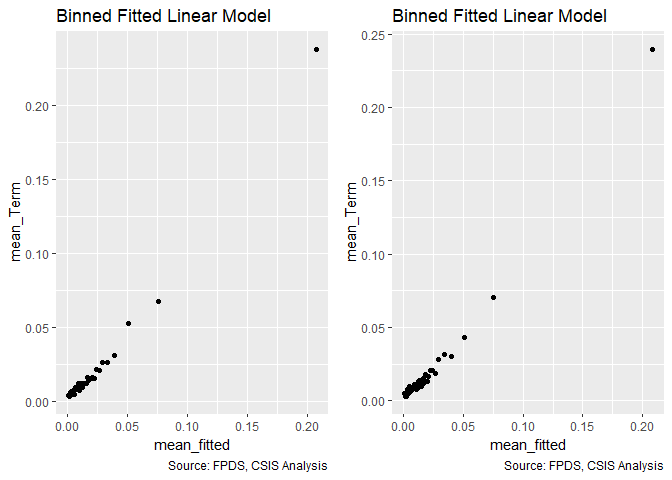 Binned Fitted Linear Model
mean_Term
0.20
0.15
0.10
0.05
0.00
0.00 0.05 0.10 0.15 0.20
mean_fitted
Source: FPDS, CSIS Analysis
Binned Fitted Linear Model
mean_Term
0.25
0.20
0.15
0.10
0.05
0.00
0.00 0.05 0.10 0.15 0.20
mean_fitted
Source: FPDS, CSIS Analysis